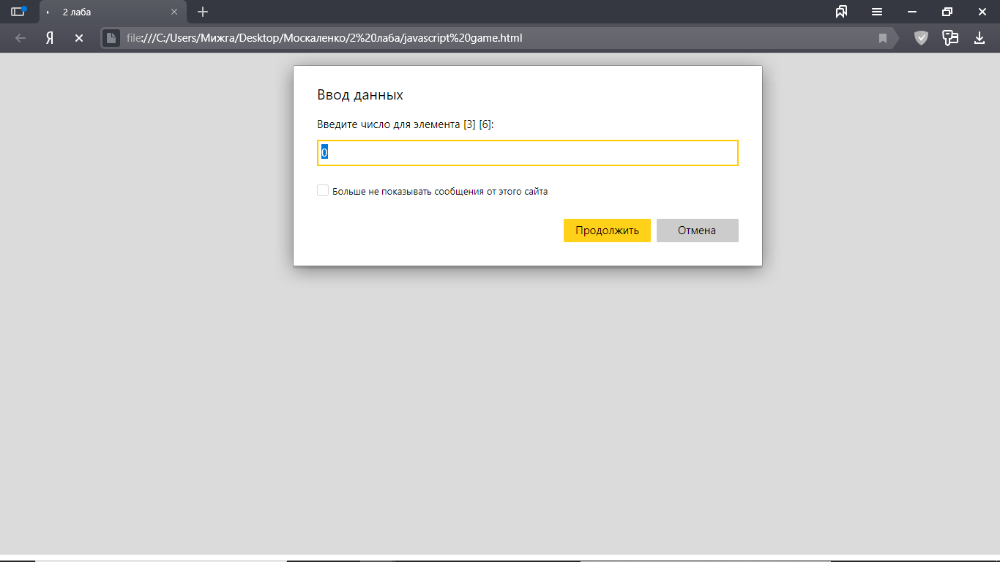 2 лаба
Я
file:///C:/Users/Мижга/Desktop/Москаленко/2%20лаба/javascript%20game.html
Ввод данных
Введите число для элемента [3] [6]:
0
Больше не показывать сообщения от этого сайта
Продолжить
Отмена